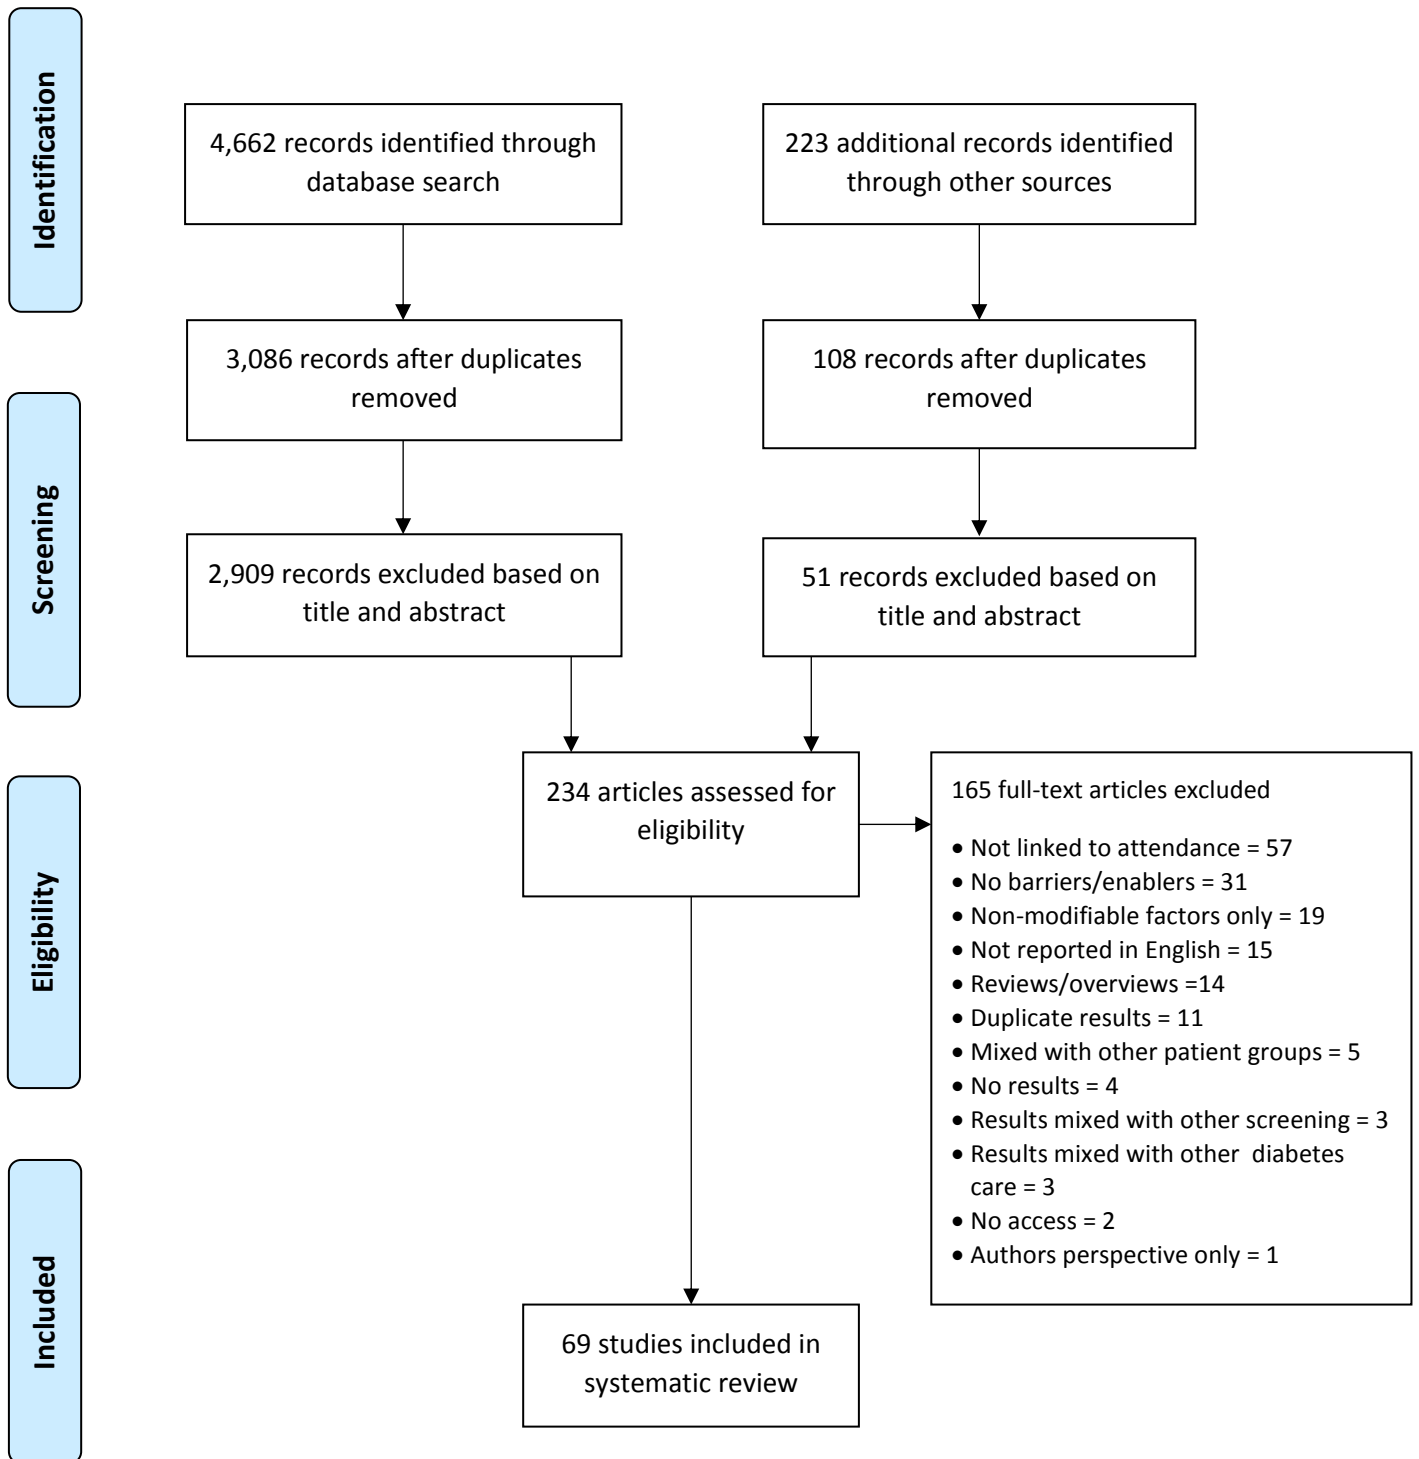 Identification
4,662 records identified through
database search
223 additional records identified
through other sources
3,086 records after duplicates
removed
108 records after duplicates
removed
Screening
2,909 records excluded based on
title and abstract
51 records excluded based on
title and abstract
Eligibility
234 articles assessed for
eligibility
165 full-text articles excluded
• Not linked to attendance = 57
• No barriers/enablers = 31
• Non-modifiable factors only = 19
• Not reported in English = 15
• Reviews/overviews =14
• Duplicate results = 11
• Mixed with other patient groups = 5
• No results = 4
• Results mixed with other screening = 3
• Results mixed with other diabetes
care = 3
• No access = 2
• Authors perspective only = 1
Included
69 studies included in
systematic review